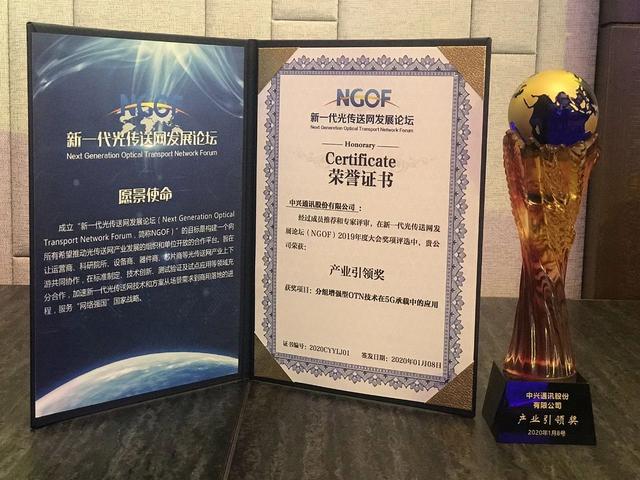 NGOF
新一代光传送网发展论坛
Next Generation Optical Transport Network Forum
愿景使命
成立“新一代光传送网发展论坛（Next Generation Optical
Transport Network Forum，简称NGOF）”的目标是构建一个向
所有希望推动光传送网产业发展的组织和单位开放的合作平台。旨在
让运营商、科研院所、设备商、器件商、芯片商等光传送网产业上下
游共同协作，在标准制定、技术创新、测试验证及试点应用等领域充
分合作，加速新一代光传送网技术和方案从场景需求到商用落地的进
程，服务“网络强国”国家战略。
NGOF
新一代光传送网发展论坛
Next Generation Optical Transport Network Forum
Honorary
Certificate
荣誉证书
中兴通讯股份有限公司：
经过成员推荐和专家评审，在新一代光传送网发
展论坛（NGOF）2019年度大会奖项评选中，贵公
司荣获：
产业引领奖
获奖项目：分组增强型OTN技术在5G承载中的应用
证书编号：2020CYYLJ01
签发日期：2020年01月08日
中兴通讯股份
有限公司
产业引领奖
2020年1月8号